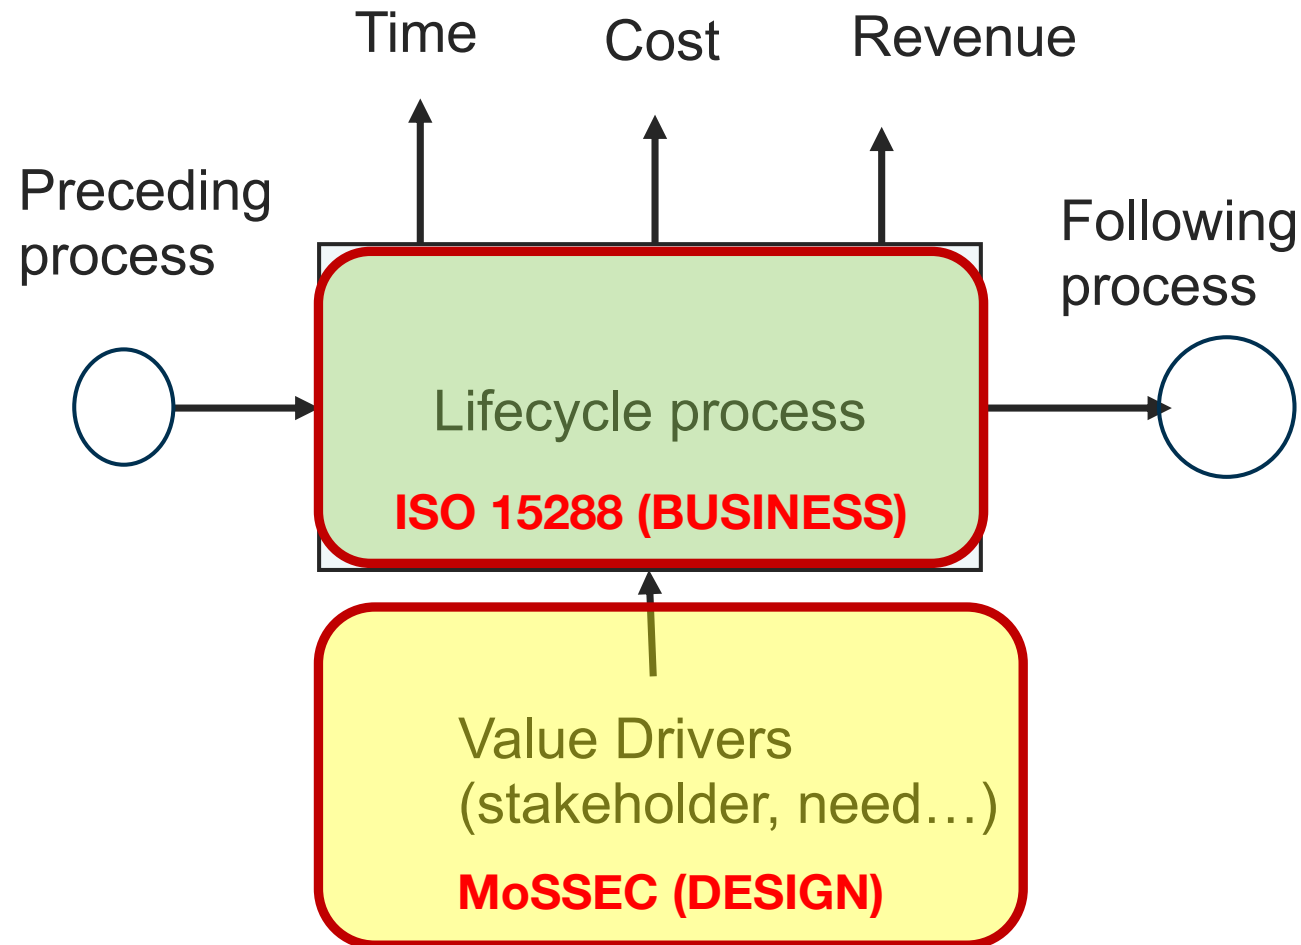 Time
Cost
Revenue
Preceding
process
Following
process
Lifecycle process
ISO 15288 (BUSINESS)
Value Drivers
(stakeholder, need…)
MoSSEC (DESIGN)